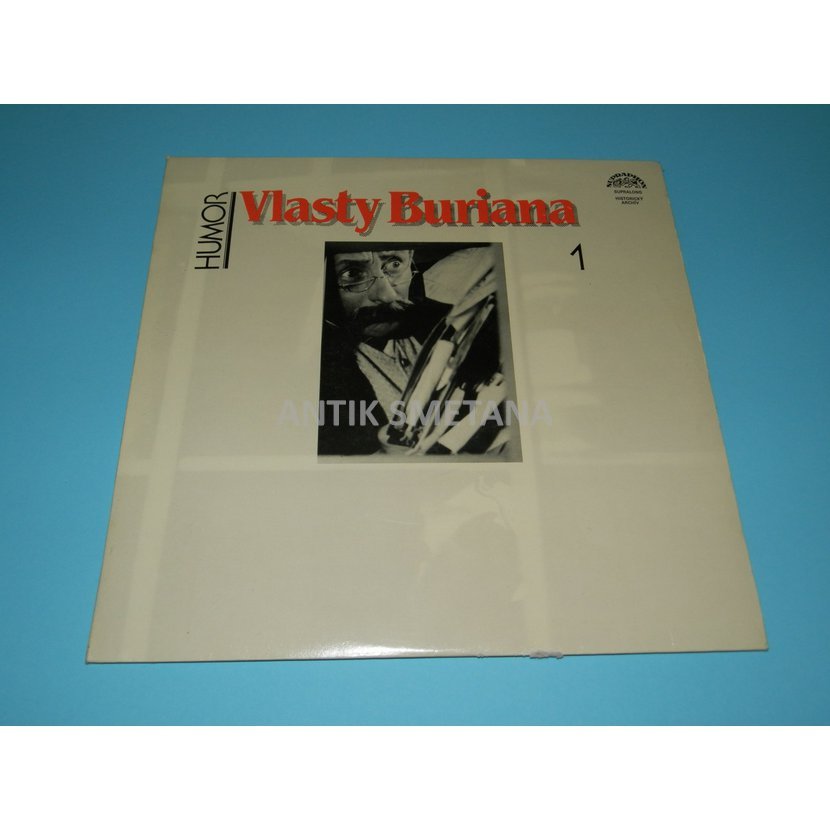 HUMOR
Vlasty Buriana
1
SUPRAPHON
SUPRALONG
HISTORICKÝ
ARCHIV
ANTIK SMETANA